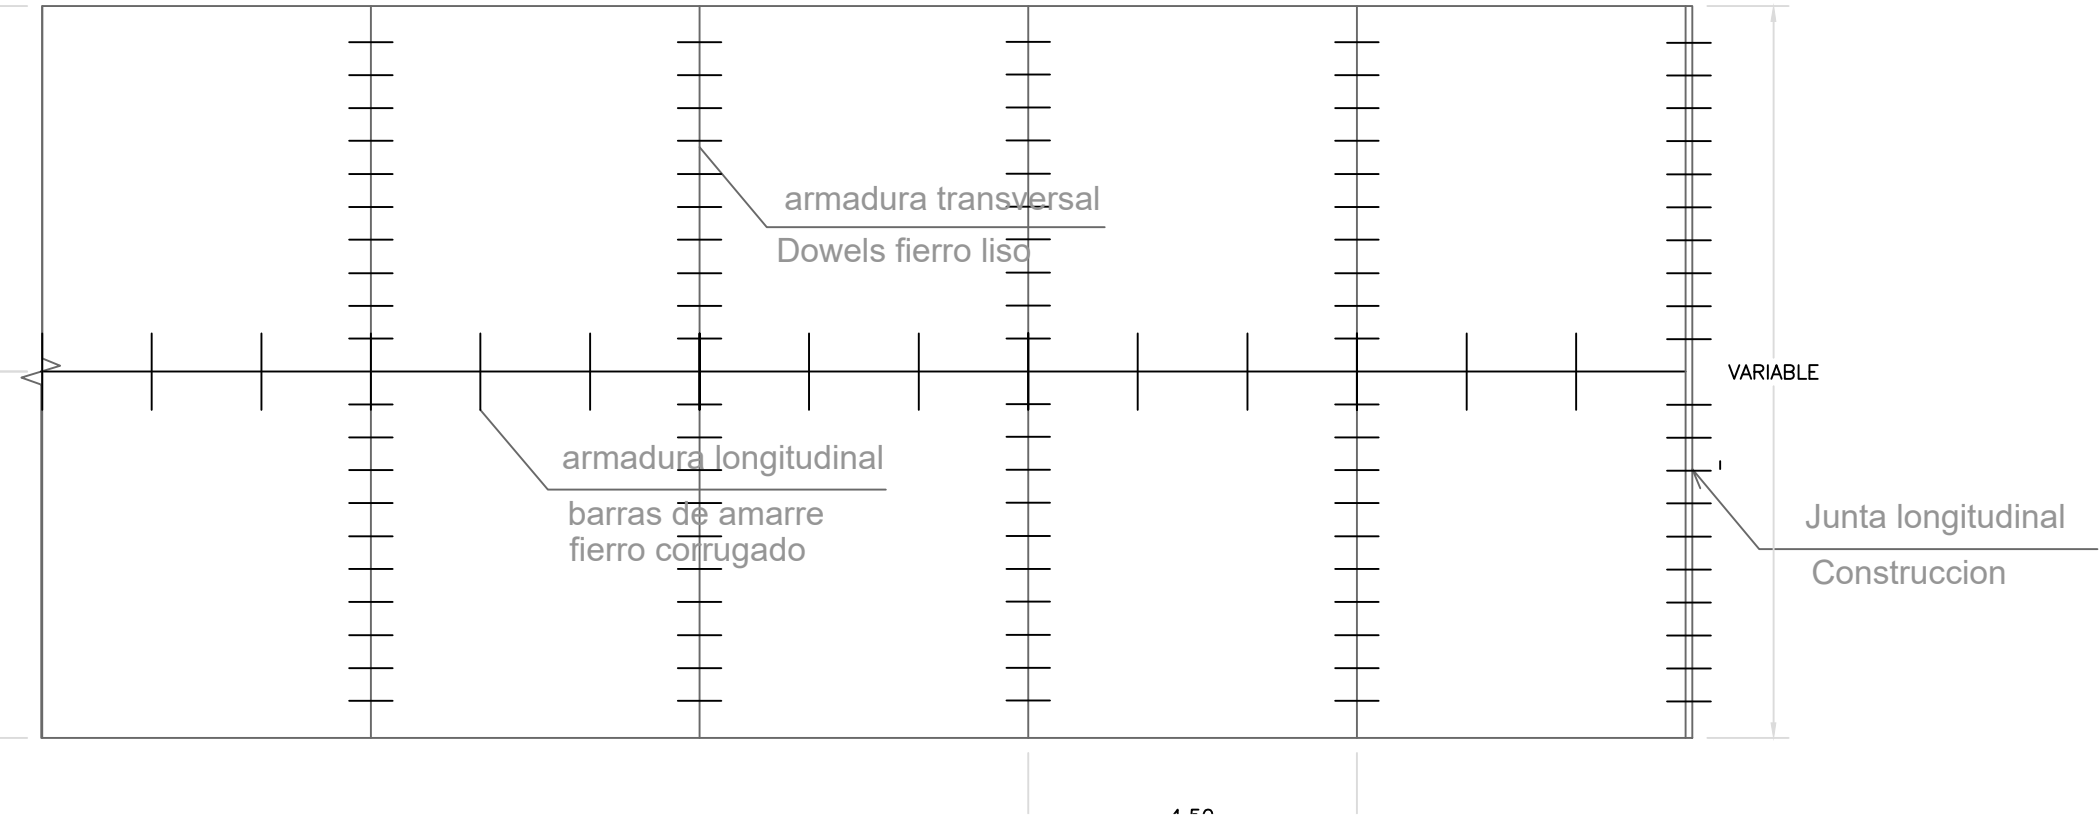 armadura transversal
Dowels fierro liso
VARIABLE
armadura longitudinal
barras de amarre
fierro corrugado
Junta longitudinal
Construccion